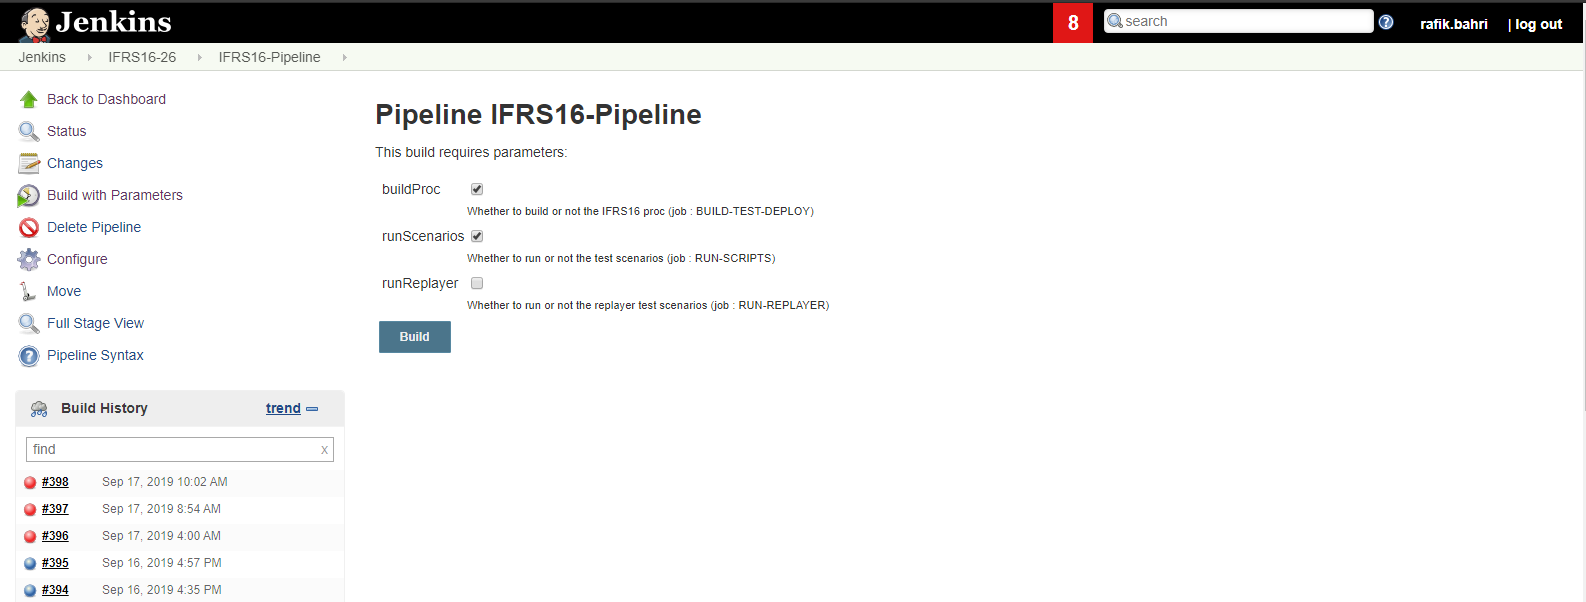 Jenkins
8
search
rafik.bahri
| log out
Jenkins
IFRS16-26
IFRS16-Pipeline
Back to Dashboard
Status
Changes
Build with Parameters
Delete Pipeline
Configure
Move
Full Stage View
Pipeline Syntax
Build History
trend
find
x
#398 Sep 17, 2019 10:02 AM
#397 Sep 17, 2019 8:54 AM
#396 Sep 17, 2019 4:00 AM
#395 Sep 16, 2019 4:57 PM
#394 Sep 16, 2019 4:35 PM
Pipeline IFRS16-Pipeline
This build requires parameters:
buildProc
Whether to build or not the IFRS16 proc (job : BUILD-TEST-DEPLOY)
runScenarios
Whether to run or not the test scenarios (job : RUN-SCRIPTS)
runReplayer
Whether to run or not the replayer test scenarios (job : RUN-REPLAYER)
Build